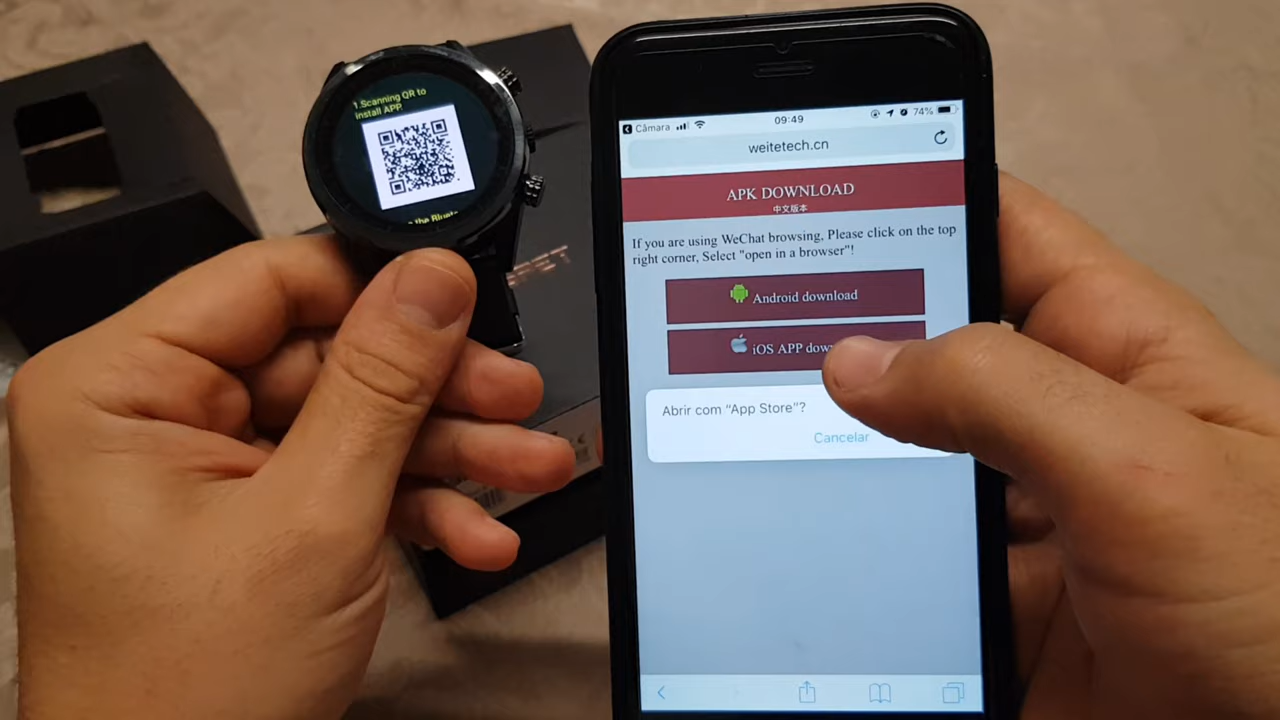 1.Scanning QR to
install APP.
the Blueto
Câmara
09:49
74%
weitetech.cn
APK DOWNLOAD
中文版本
If you are using WeChat browsing, Please click on the top
right corner, Select "open in a browser"!
Android download
iOS APP dow
Abrir com “App Store”?
Cancelar